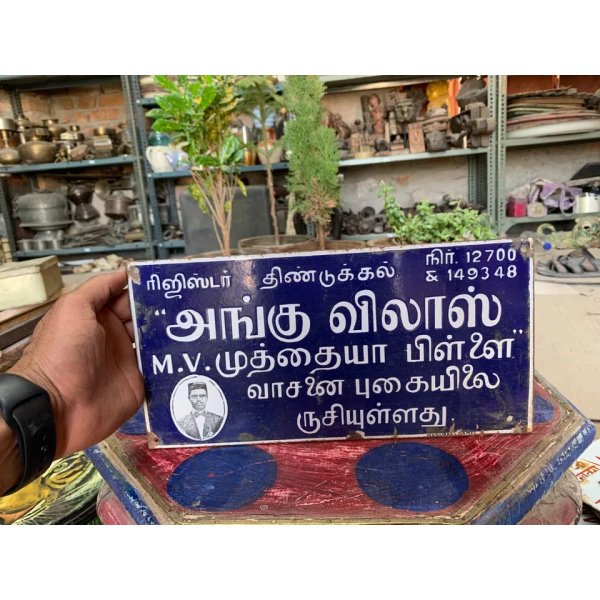 ரிஜிஸ்டர் திண்டுக்கல் நிர். 12700
& 149348
"அங்கு விலாஸ்"
M.V. முத்தையா பிள்ளை
வாசனை புகையிலை
ருசியுள்ளது.